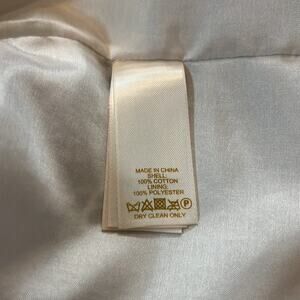 MADE IN CHINA
SHELL:
100% COTTON
LINING:
100% POLYESTER
P
DRY CLEAN ONLY